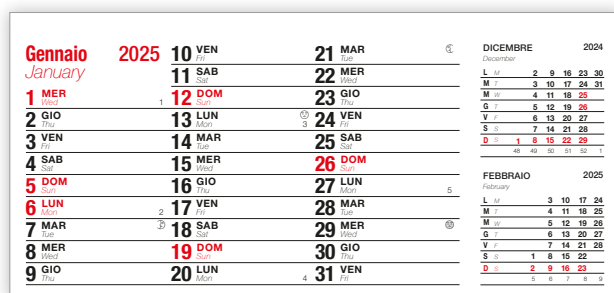 Gennaio 2025
January
1 MER Wed 1
2 GIO Thu
3 VEN Fri
4 SAB Sat
5 DOM Sun
6 LUN Mon 2
7 MAR Tue
8 MER Wed
9 GIO Thu
10 VEN Fri
11 SAB Sat
12 DOM Sun
13 LUN Mon 3
14 MAR Tue
15 MER Wed
16 GIO Thu
17 VEN Fri
18 SAB Sat
19 DOM Sun
20 LUN Mon 4
21 MAR Tue
22 MER Wed
23 GIO Thu
24 VEN Fri
25 SAB Sat
26 DOM Sun
27 LUN Mon 5
28 MAR Tue
29 MER Wed
30 GIO Thu
31 VEN Fri
DICEMBRE 2024
December
L M 2 9 16 23 30
M T 3 10 17 24 31
M W 4 11 18 25
G T 5 12 19 26
V F 6 13 20 27
S S 7 14 21 28
D S 1 8 15 22 29
48 49 50 51 52 1
FEBBRAIO 2025
February
L M 3 10 17 24
M T 4 11 18 25
M W 5 12 19 26
G T 6 13 20 27
V F 7 14 21 28
S S 1 8 15 22
D S 2 9 16 23
5 6 7 8 9